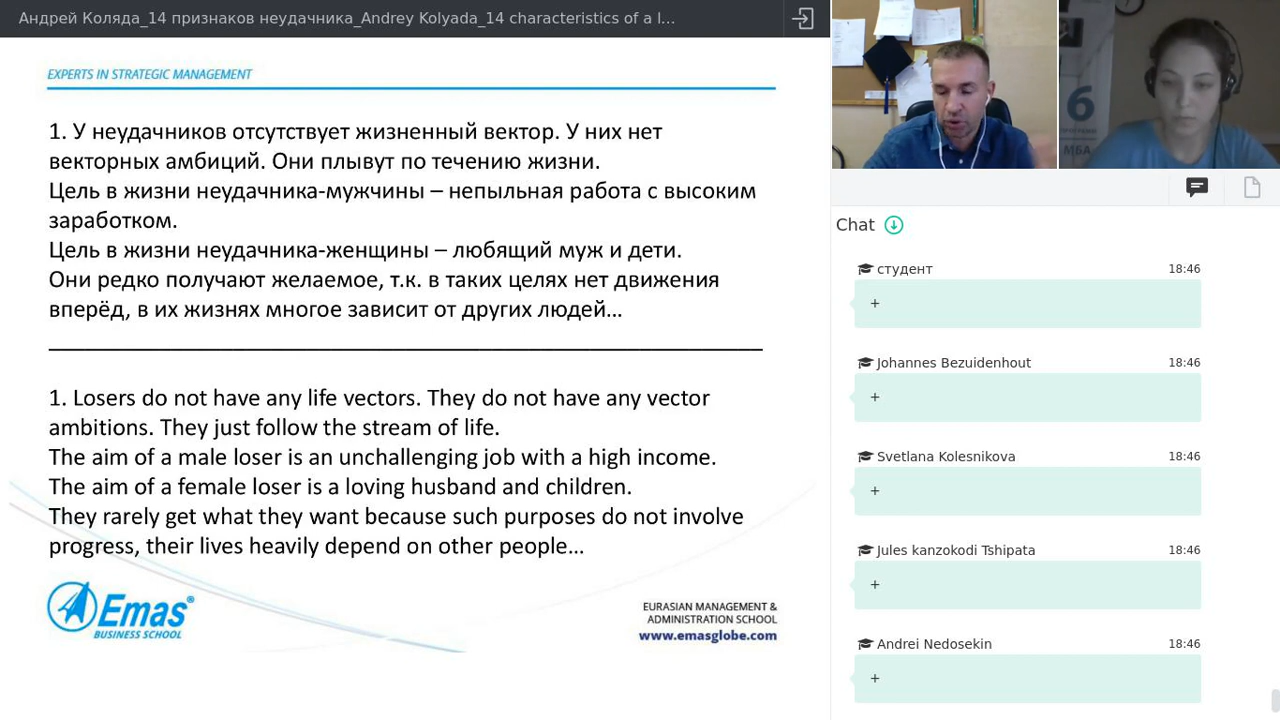 Андрей Коляда_14 признаков неудачника_Andrey Kolyada_14 characteristics of a l...
EXPERTS IN STRATEGIC MANAGEMENT
1. У неудачников отсутствует жизненный вектор. У них нет
векторных амбиций. Они плывут по течению жизни.
Цель в жизни неудачника-мужчины – непыльная работа с высоким
заработком.
Цель в жизни неудачника-женщины – любящий муж и дети.
Они редко получают желаемое, т.к. в таких целях нет движения
вперёд, в их жизнях многое зависит от других людей...
1. Losers do not have any life vectors. They do not have any vector
ambitions. They just follow the stream of life.
The aim of a male loser is an unchallenging job with a high income.
The aim of a female loser is a loving husband and children.
They rarely get what they want because such purposes do not involve
progress, their lives heavily depend on other people...
Emas®
BUSINESS SCHOOL
EURASIAN MANAGEMENT &
ADMINISTRATION SCHOOL
www.emasglobe.com
6
МБА
Chat
студент 18:46
+
Johannes Bezuidenhout 18:46
+
Svetlana Kolesnikova 18:46
+
Jules kanzokodi Tshipata 18:46
+
Andrei Nedosekin 18:46
+